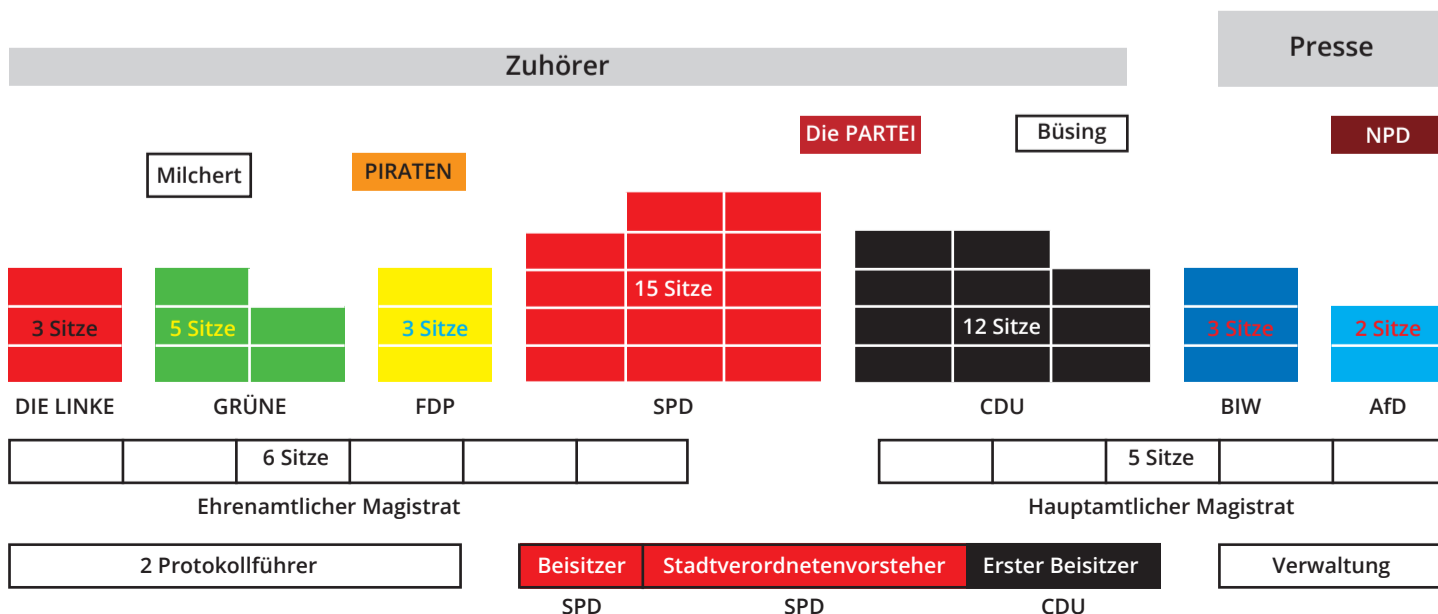 Presse
Zuhörer
Die PARTEI
Büsing
NPD
Milchert
PIRATEN
15 Sitze
3 Sitze
5 Sitze
3 Sitze
12 Sitze
3 Sitze
2 Sitze
DIE LINKE
GRÜNE
FDP
SPD
CDU
BIW
AfD
6 Sitze
5 Sitze
Ehrenamtlicher Magistrat
Hauptamtlicher Magistrat
2 Protokollführer
Beisitzer
Stadtverordnetenvorsteher
Erster Beisitzer
Verwaltung
SPD
SPD
CDU